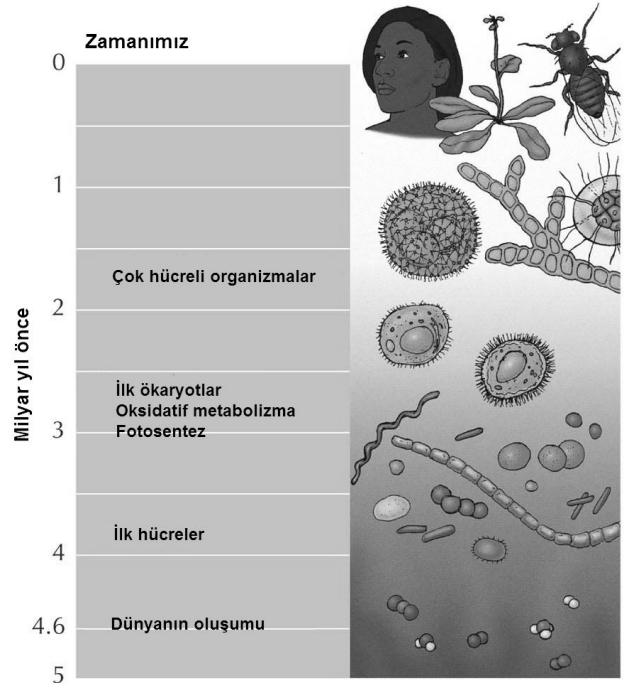 Zamanımız
0
1
Çok hücreli organizmalar
2
İlk ökaryotlar
Oksidatif metabolizma
Fotosentez
3
İlk hücreler
4
Dünyanın oluşumu
4.6
5
Milyar yıl önce